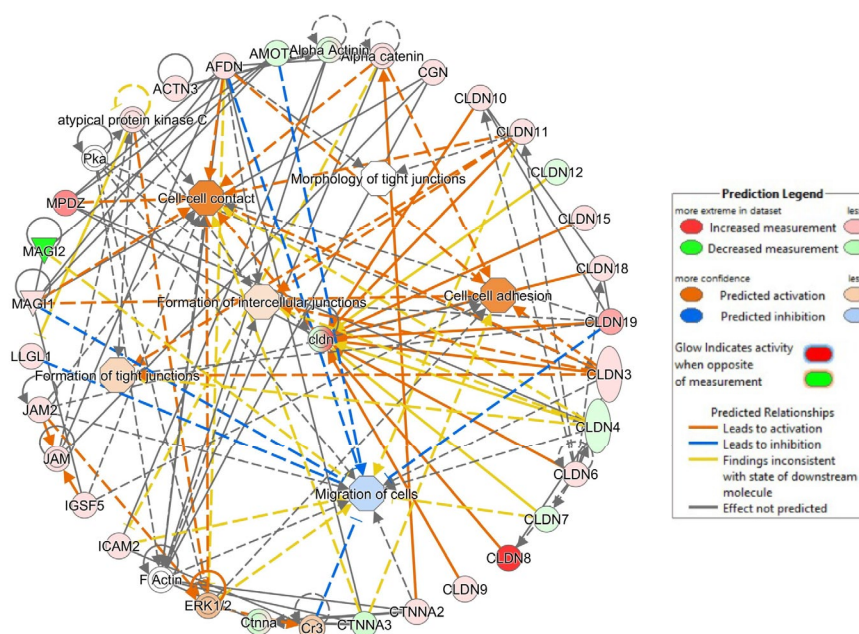 AMOTL
Alpha Actinin
Alpha catenin
AFDN
CGN
ACTN3
CLDN10
atypical protein kinase C
CLDN11
Pka
Morphology of tight junctions
CLDN12
MPDZ
Cell-cell contact
MAGI2
CLDN15
MAGI1
Formation of intercellular junctions
Cell-cell adhesion
CLDN18
cldn
CLDN19
LLGL1
Formation of tight junctions
CLDN3
JAM2
CLDN4
JAM
CLDN6
IGSF5
Migration of cells
CLDN7
ICAM2
CLDN8
F Actin
CLDN9
ERK1/2
CTNNA2
Ctnna
Cr3
CTNNA3
Prediction Legend
more extreme in dataset
less
Increased measurement
Decreased measurement
more confidence
less
Predicted activation
Predicted inhibition
Glow Indicates activity
when opposite
of measurement
Predicted Relationships
Leads to activation
Leads to inhibition
Findings inconsistent
with state of downstream
molecule
Effect not predicted